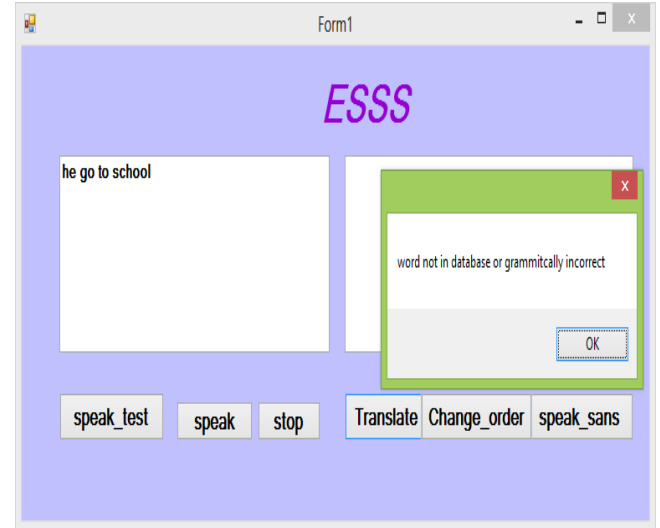 Form1
ESSS
he go to school
x
word not in database or grammitcally incorrect
OK
speak_test speak stop Translate Change_order speak_sans